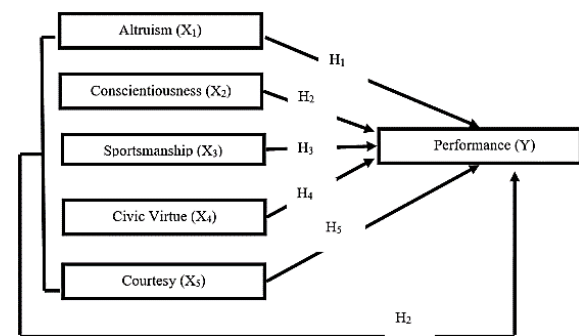 Altruism (X₁)
H₁
Conscientiousness (X₂)
H₂
Sportsmanship (X₃)
H₃
Performance (Y)
H₄
Civic Virtue (X₄)
H₅
Courtesy (X₅)
H₂